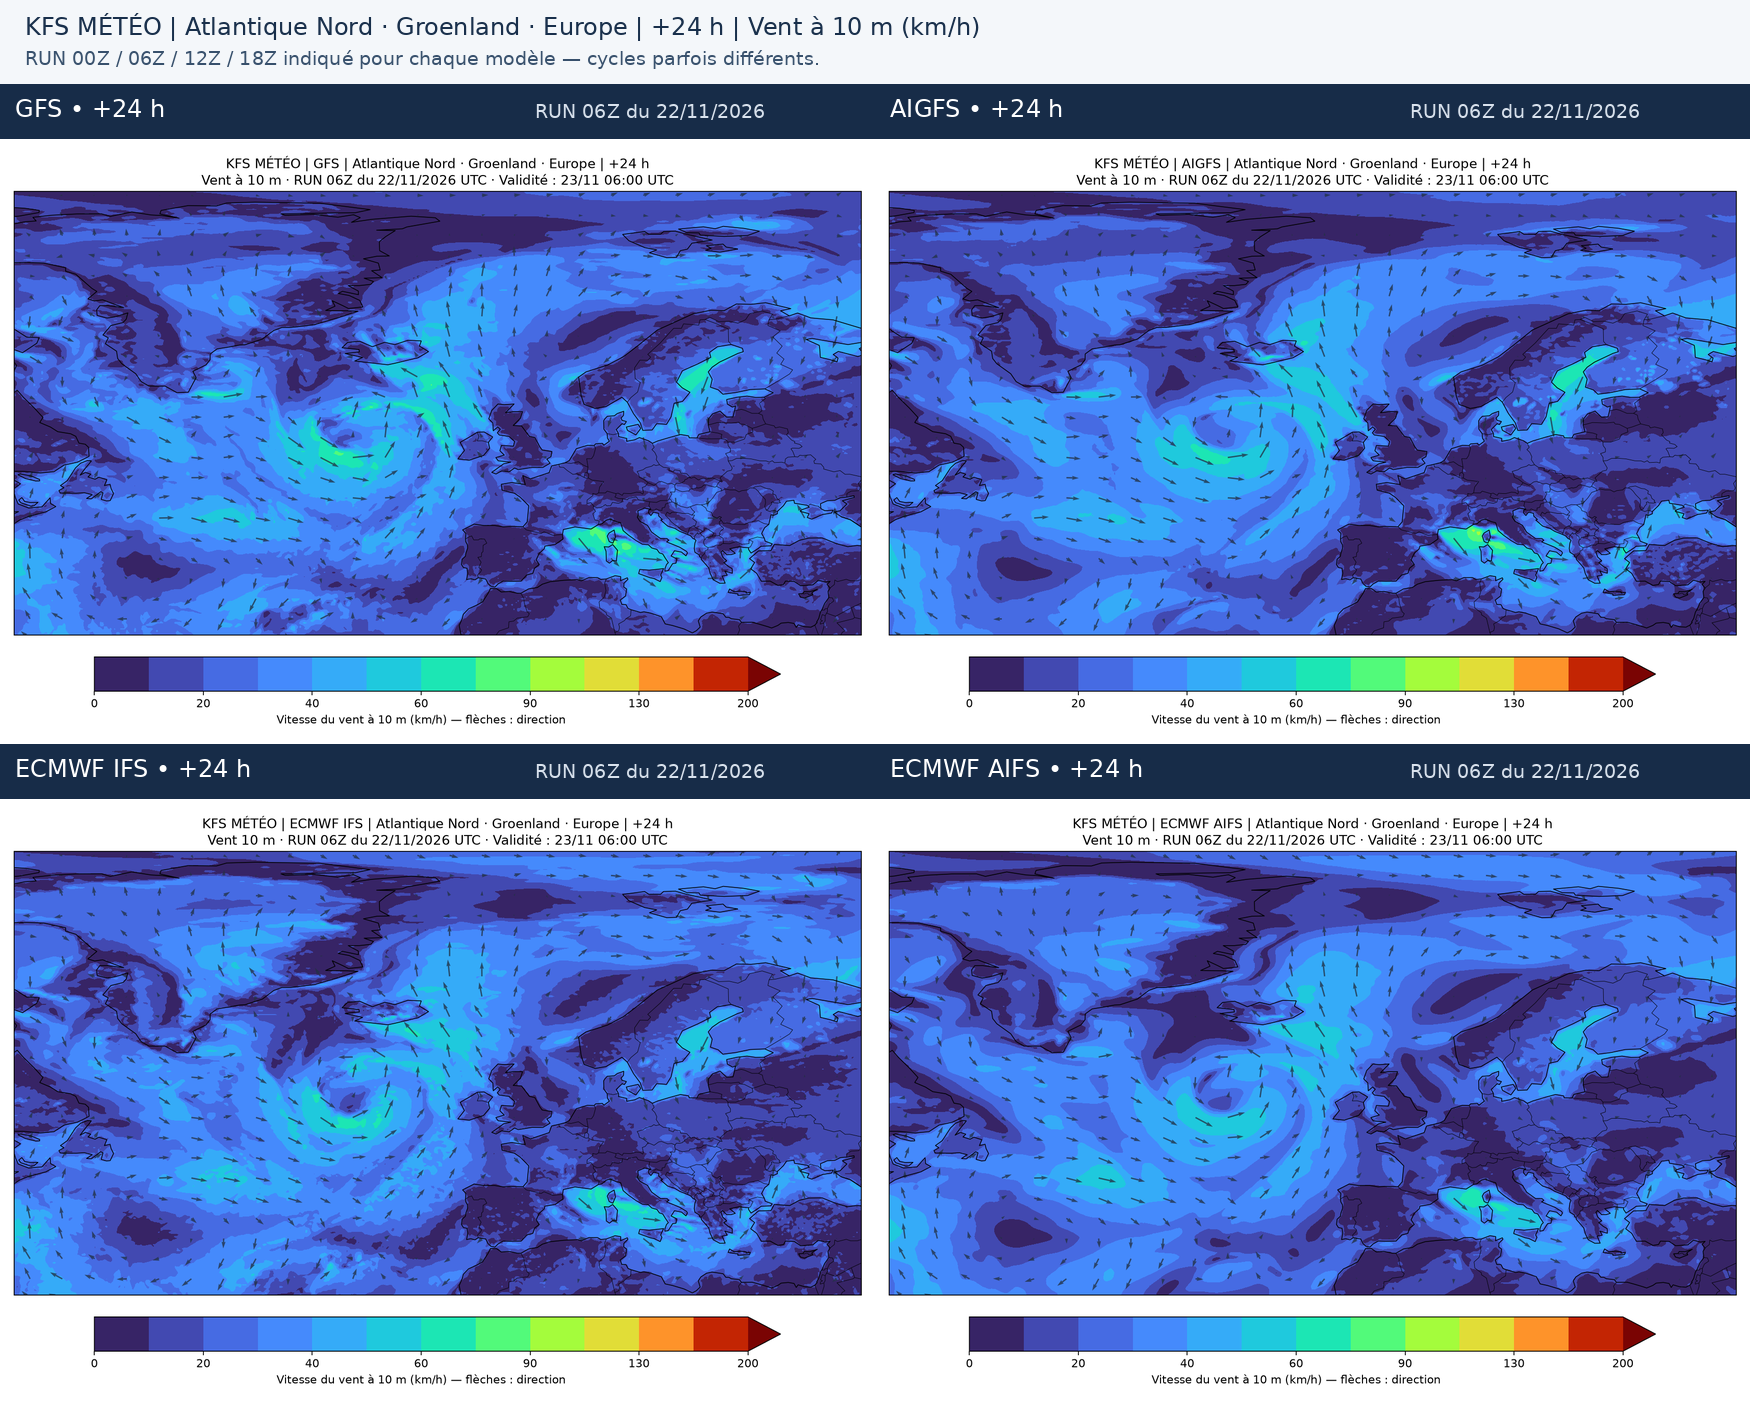 KFS MÉTÉO | Atlantique Nord · Groenland · Europe | +24 h | Vent à 10 m (km/h)
RUN 00Z / 06Z / 12Z / 18Z indiqué pour chaque modèle — cycles parfois différents.
GFS • +24 h
RUN 06Z du 22/11/2026
KFS MÉTÉO | GFS | Atlantique Nord · Groenland · Europe | +24 h
Vent à 10 m · RUN 06Z du 22/11/2026 UTC · Validité : 23/11 06:00 UTC
0 20 40 60 90 130 200
Vitesse du vent à 10 m (km/h) — flèches : direction
AIGFS • +24 h
RUN 06Z du 22/11/2026
KFS MÉTÉO | AIGFS | Atlantique Nord · Groenland · Europe | +24 h
Vent à 10 m · RUN 06Z du 22/11/2026 UTC · Validité : 23/11 06:00 UTC
0 20 40 60 90 130 200
Vitesse du vent à 10 m (km/h) — flèches : direction
ECMWF IFS • +24 h
RUN 06Z du 22/11/2026
KFS MÉTÉO | ECMWF IFS | Atlantique Nord · Groenland · Europe | +24 h
Vent 10 m · RUN 06Z du 22/11/2026 UTC · Validité : 23/11 06:00 UTC
0 20 40 60 90 130 200
Vitesse du vent à 10 m (km/h) — flèches : direction
ECMWF AIFS • +24 h
RUN 06Z du 22/11/2026
KFS MÉTÉO | ECMWF AIFS | Atlantique Nord · Groenland · Europe | +24 h
Vent 10 m · RUN 06Z du 22/11/2026 UTC · Validité : 23/11 06:00 UTC
0 20 40 60 90 130 200
Vitesse du vent à 10 m (km/h) — flèches : direction